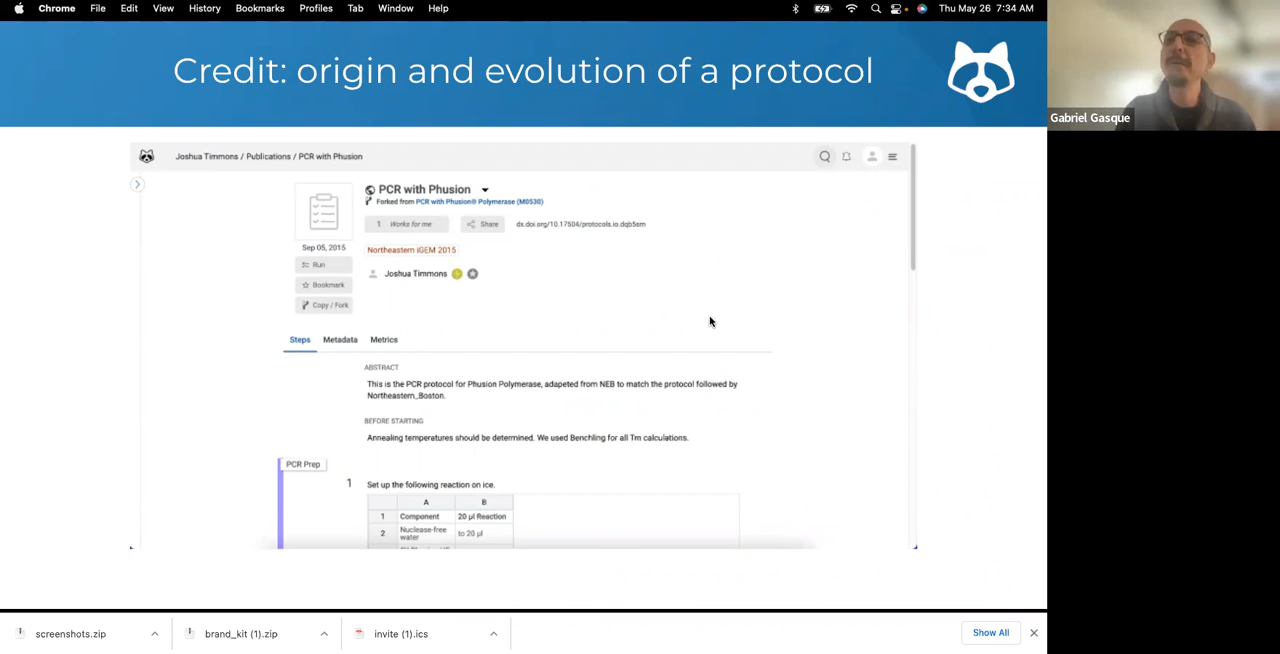 Chrome File Edit View History Bookmarks Profiles Tab Window Help Thu May 26 7:34 AM
Credit: origin and evolution of a protocol
Gabriel Gasque
Joshua Timmons / Publications / PCR with Phusion
PCR with Phusion
Forked from PCR with Phusion® Polymerase (M0530)
1 Works for me Share dx.doi.org/10.17504/protocols.io.dqb5sm
Sep 05, 2015
Northeastern iGEM 2015
Run
Joshua Timmons
Bookmark
Copy / Fork
Steps Metadata Metrics
ABSTRACT
This is the PCR protocol for Phusion Polymerase, adapeted from NEB to match the protocol followed by
Northeastern_Boston.
BEFORE STARTING
Annealing temperatures should be determined. We used Benchling for all Tm calculations.
PCR Prep
1 Set up the following reaction on ice.
A B
1 Component 20 µl Reaction
2 Nuclease-free water to 20 µl
screenshots.zip brand_kit (1).zip invite (1).ics Show All